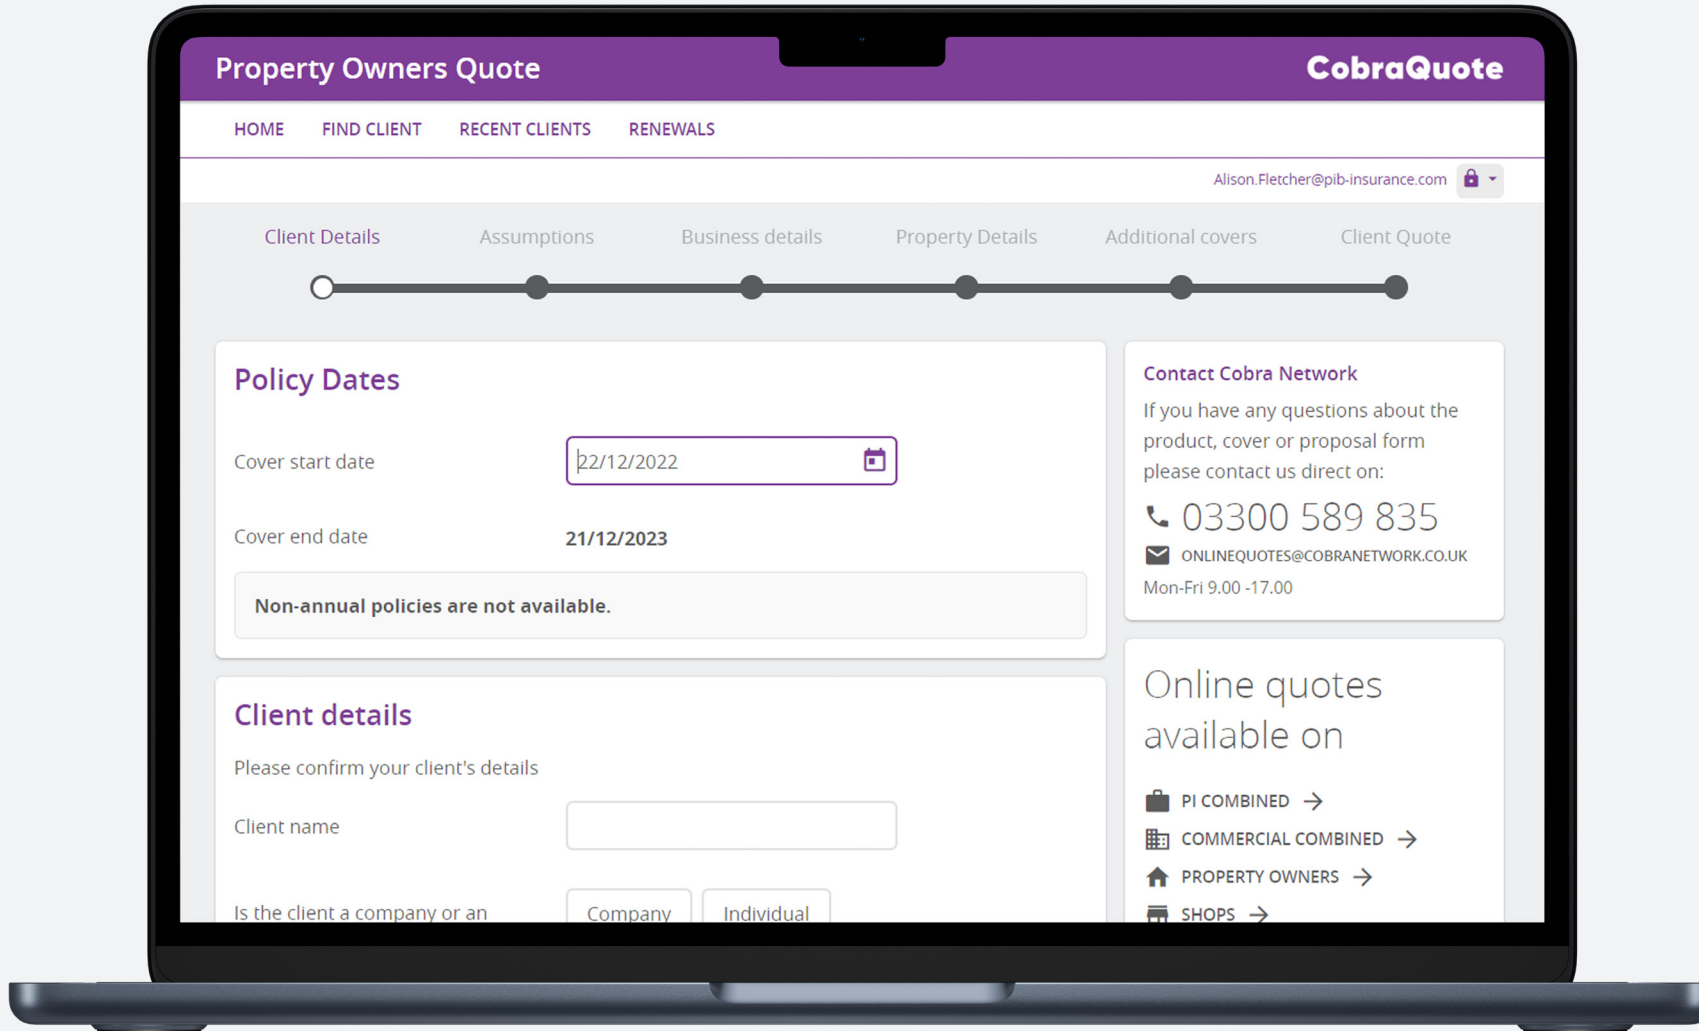 Property Owners Quote
CobraQuote
HOME FIND CLIENT RECENT CLIENTS RENEWALS
Alison.Fletcher@pib-insurance.com
Client Details Assumptions Business details Property Details Additional covers Client Quote
Policy Dates
Cover start date 22/12/2022
Cover end date 21/12/2023
Non-annual policies are not available.
Client details
Please confirm your client's details
Client name
Is the client a company or an Company Individual
Contact Cobra Network
If you have any questions about the
product, cover or proposal form
please contact us direct on:
03300 589 835
ONLINEQUOTES@COBRANETWORK.CO.UK
Mon-Fri 9.00 -17.00
Online quotes
available on
PI COMBINED
COMMERCIAL COMBINED
PROPERTY OWNERS
SHOPS